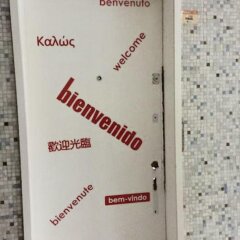 benvenuto
Καλώς
welcome
bienvenido
歡迎光臨
bienvenute
bem-vindo